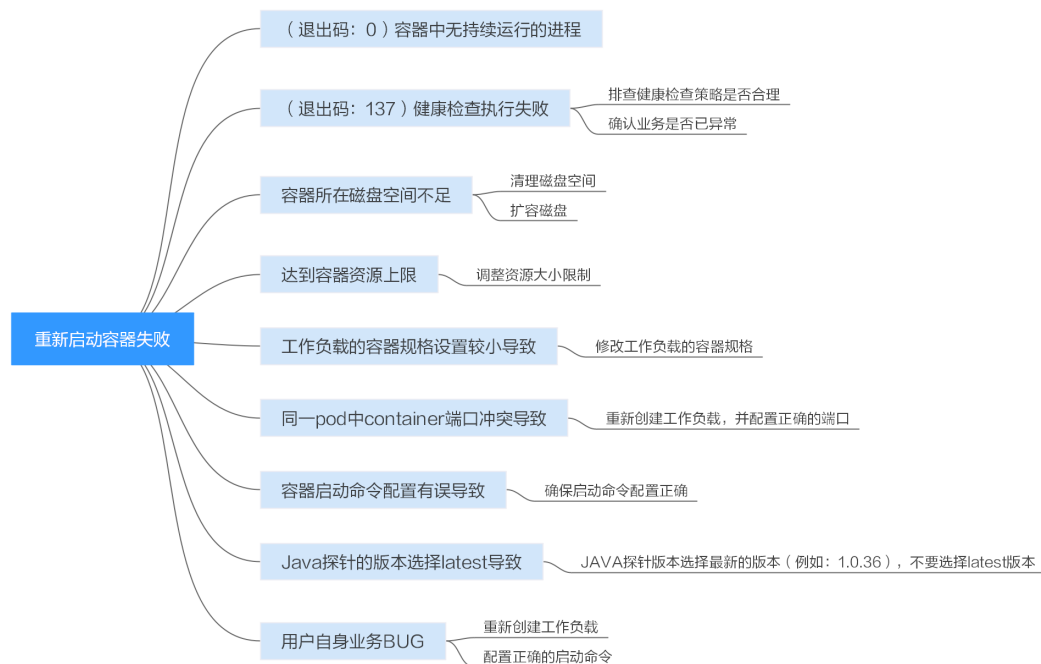 重新启动容器失败
（退出码：0）容器中无持续运行的进程
（退出码：137）健康检查执行失败
排查健康检查策略是否合理
确认业务是否已异常
容器所在磁盘空间不足
清理磁盘空间
扩容磁盘
达到容器资源上限
调整资源大小限制
工作负载的容器规格设置较小导致
修改工作负载的容器规格
同一pod中container端口冲突导致
重新创建工作负载，并配置正确的端口
容器启动命令配置有误导致
确保启动命令配置正确
Java探针的版本选择latest导致
JAVA探针版本选择最新的版本（例如：1.0.36），不要选择latest版本
用户自身业务BUG
重新创建工作负载
配置正确的启动命令